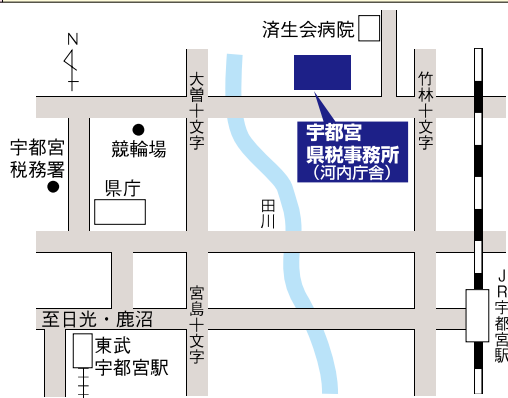 済生会病院
N
大曽十文字
竹林十文字
宇都宮
県税事務所
(河内庁舎)
宇都宮
税務署
競輪場
県庁
田川
JR宇都宮駅
宮島十文字
至日光・鹿沼
東武
宇都宮駅